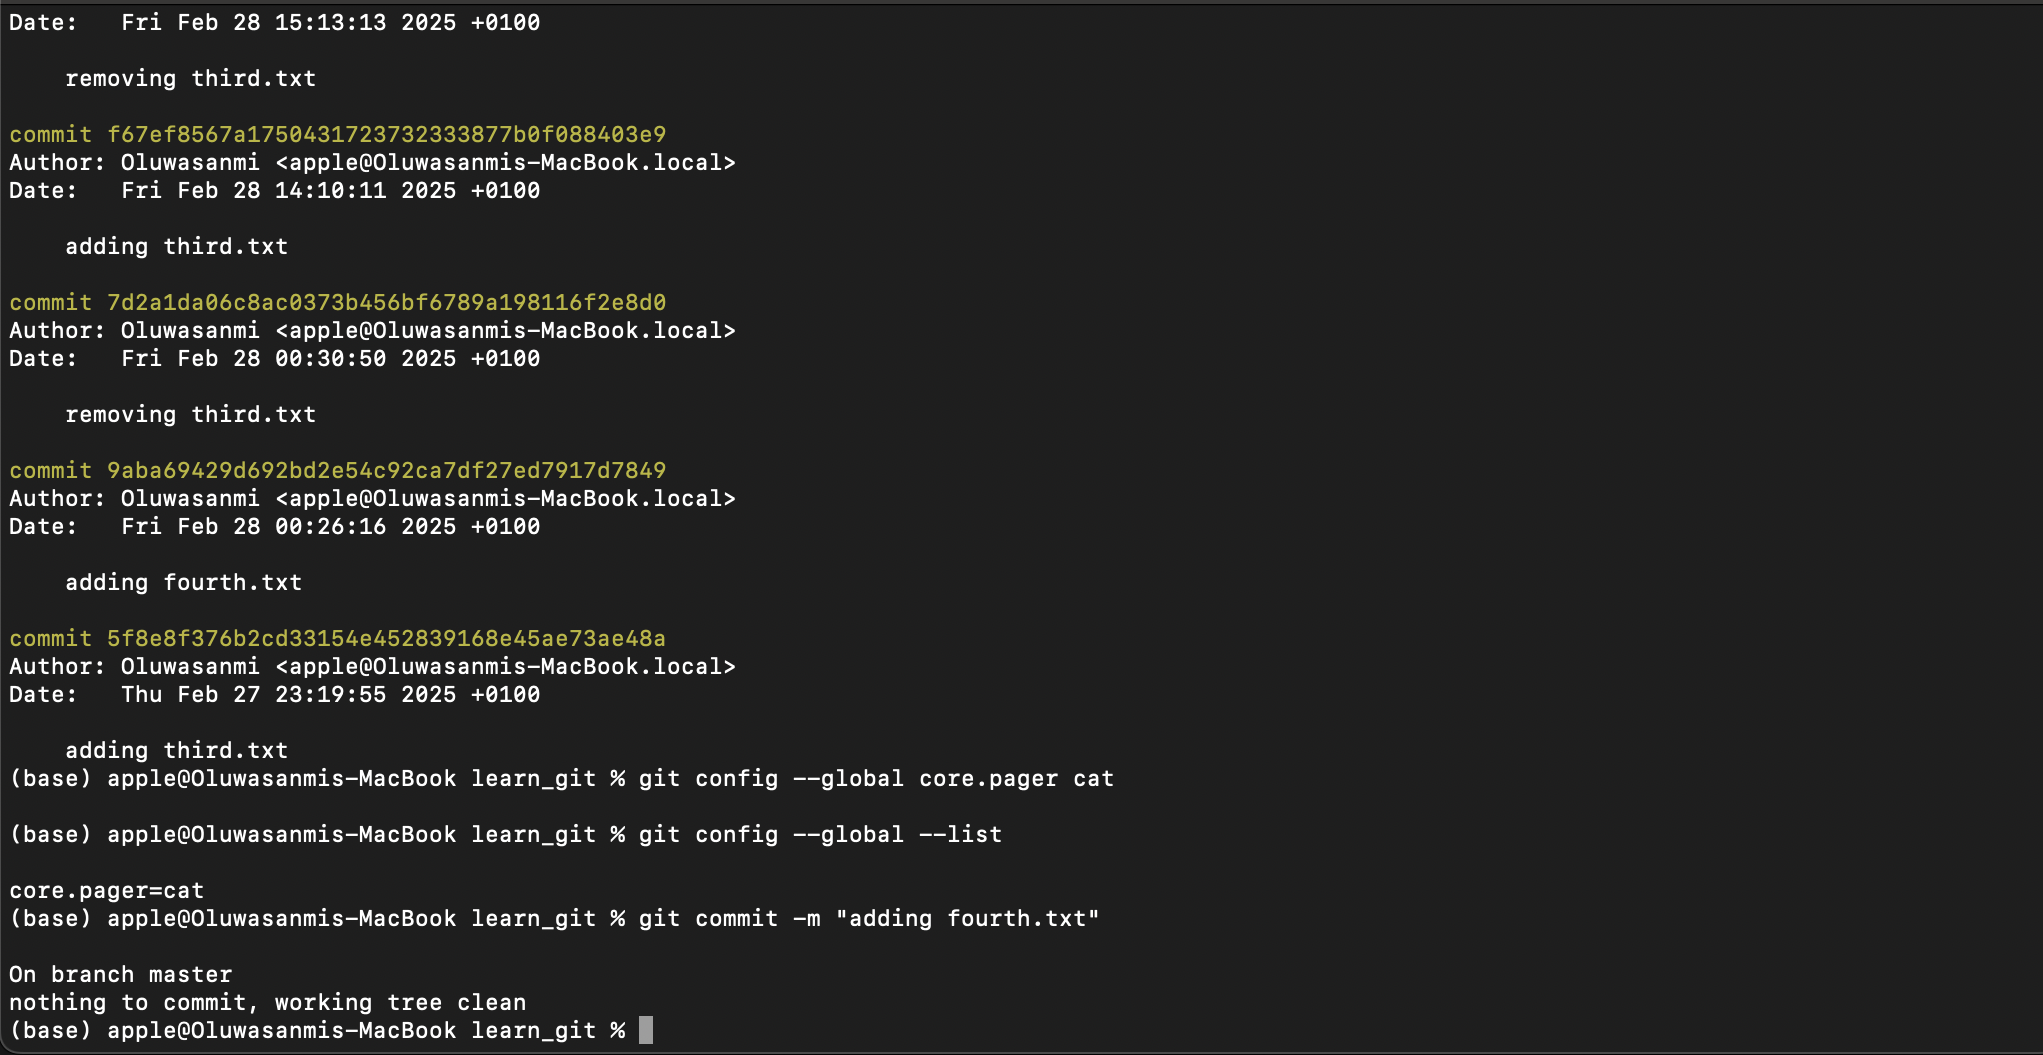 Date:   Fri Feb 28 15:13:13 2025 +0100
    removing third.txt
commit f67ef8567a1750431723732333877b0f088403e9
Author: Oluwasanmi <apple@Oluwasanmis-MacBook.local>
Date:   Fri Feb 28 14:10:11 2025 +0100
    adding third.txt
commit 7d2a1da06c8ac0373b456bf6789a198116f2e8d0
Author: Oluwasanmi <apple@Oluwasanmis-MacBook.local>
Date:   Fri Feb 28 00:30:50 2025 +0100
    removing third.txt
commit 9aba69429d692bd2e54c92ca7df27ed7917d7849
Author: Oluwasanmi <apple@Oluwasanmis-MacBook.local>
Date:   Fri Feb 28 00:26:16 2025 +0100
    adding fourth.txt
commit 5f8e8f376b2cd33154e452839168e45ae73ae48a
Author: Oluwasanmi <apple@Oluwasanmis-MacBook.local>
Date:   Thu Feb 27 23:19:55 2025 +0100
    adding third.txt
(base) apple@Oluwasanmis-MacBook learn_git % git config --global core.pager cat
(base) apple@Oluwasanmis-MacBook learn_git % git config --global --list
core.pager=cat
(base) apple@Oluwasanmis-MacBook learn_git % git commit -m "adding fourth.txt"
On branch master
nothing to commit, working tree clean
(base) apple@Oluwasanmis-MacBook learn_git %